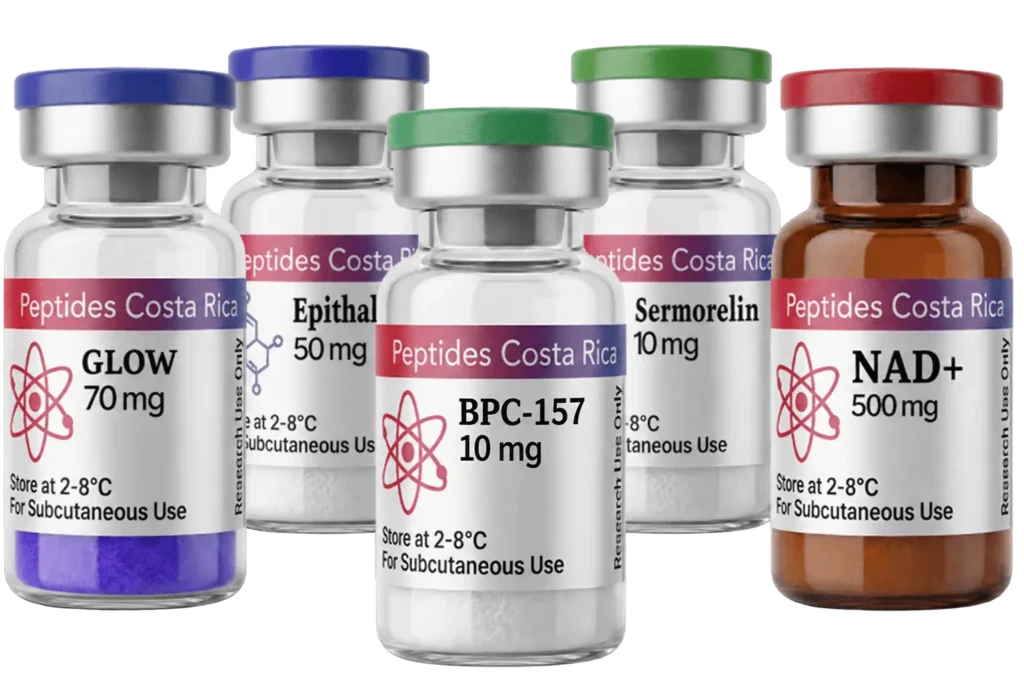 Peptides Costa Rica
GLOW
70 mg
Store at 2-8°C
For Subcutaneous Use
Research Use Only
eptides Costa
Epithal
50 mg
at 2-8°C
Subcutaneous Us
Peptides Costa Rica
BPC-157
10 mg
Store at 2-8°C
For Subcutaneous Use
Research Use Only
ptides Costa Rica
Sermorelin
10 mg
-8°C
taneous Use
Peptides Costa Rica
NAD+
500 mg
Store at 2-8°C
For Subcutaneous Use
Research Use Only